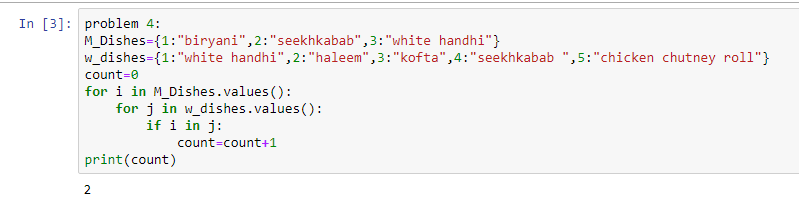 In [3]: problem 4:
M_Dishes={1:"biryani",2:"seekhkabab",3:"white handhi"}
w_dishes={1:"white handhi",2:"haleem",3:"kofta",4:"seekhkabab ",5:"chicken chutney roll"}
count=0
for i in M_Dishes.values():
    for j in w_dishes.values():
        if i in j:
            count=count+1
print(count)
2